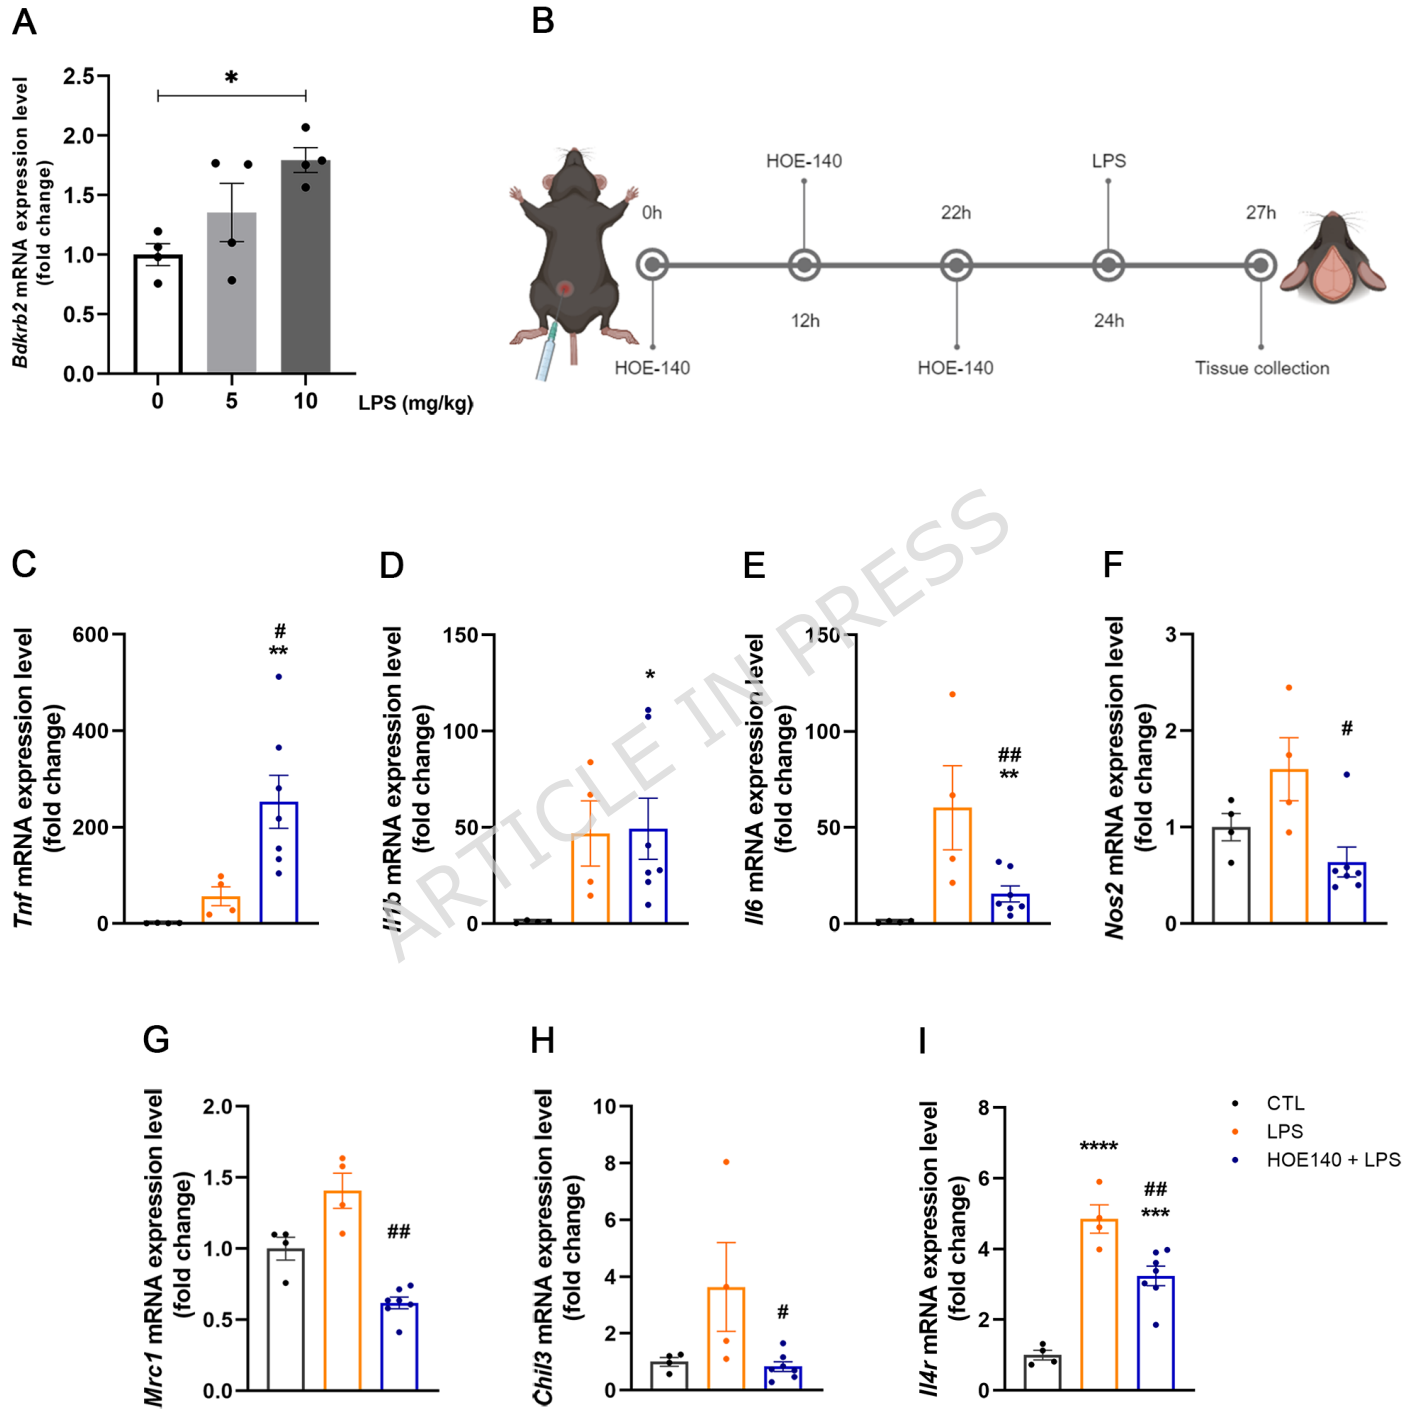 A
B
Bdkrb2 mRNA expression level
(fold change)
2.5
2.0
1.5
1.0
0.5
0.0
*
0
5
10
LPS (mg/kg)
HOE-140
LPS
0h
22h
27h
12h
24h
HOE-140
HOE-140
Tissue collection
ARTICLE IN PRESS
C
Tnf mRNA expression level
(fold change)
600
400
200
0
#
**
D
Il1b mRNA expression level
(fold change)
150
100
50
0
*
E
Il6 mRNA expression level
(fold change)
150
100
50
0
##
**
F
Nos2 mRNA expression level
(fold change)
3
2
1
0
#
G
Mrc1 mRNA expression level
(fold change)
2.0
1.5
1.0
0.5
0.0
##
H
Chil3 mRNA expression level
(fold change)
10
8
6
4
2
0
#
I
Il4r mRNA expression level
(fold change)
8
6
4
2
0
****
##
***
CTL
LPS
HOE140 + LPS